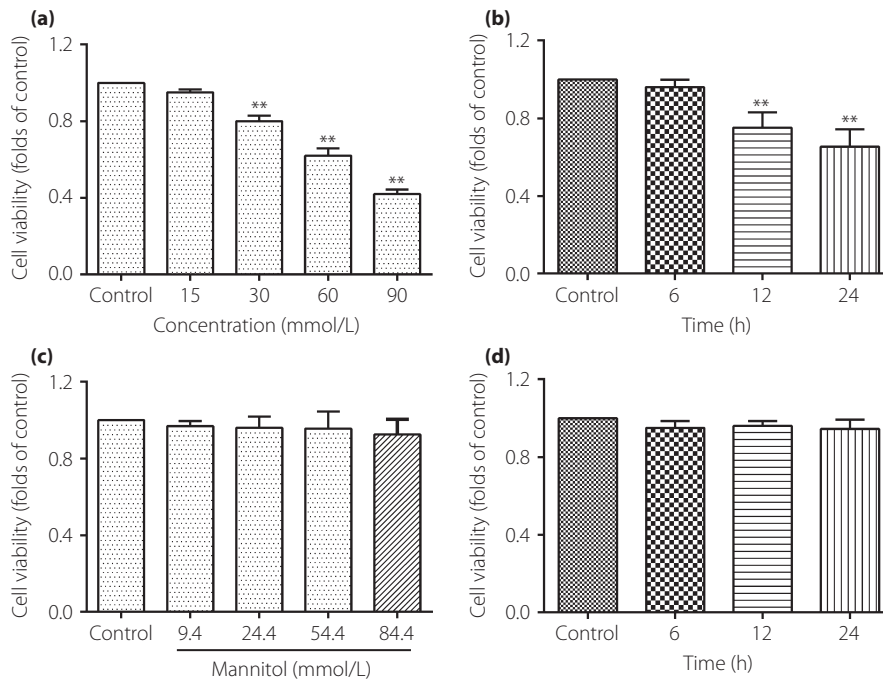 (a)
Cell viability (folds of control)
1.2
0.8
0.4
0.0
**
**
**
Control 15 30 60 90
Concentration (mmol/L)
(b)
Cell viability (folds of control)
1.2
0.8
0.4
0.0
**
**
Control 6 12 24
Time (h)
(c)
Cell viability (folds of control)
1.2
0.8
0.4
0.0
Control 9.4 24.4 54.4 84.4
Mannitol (mmol/L)
(d)
Cell viability (folds of control)
1.2
0.8
0.4
0.0
Control 6 12 24
Time (h)